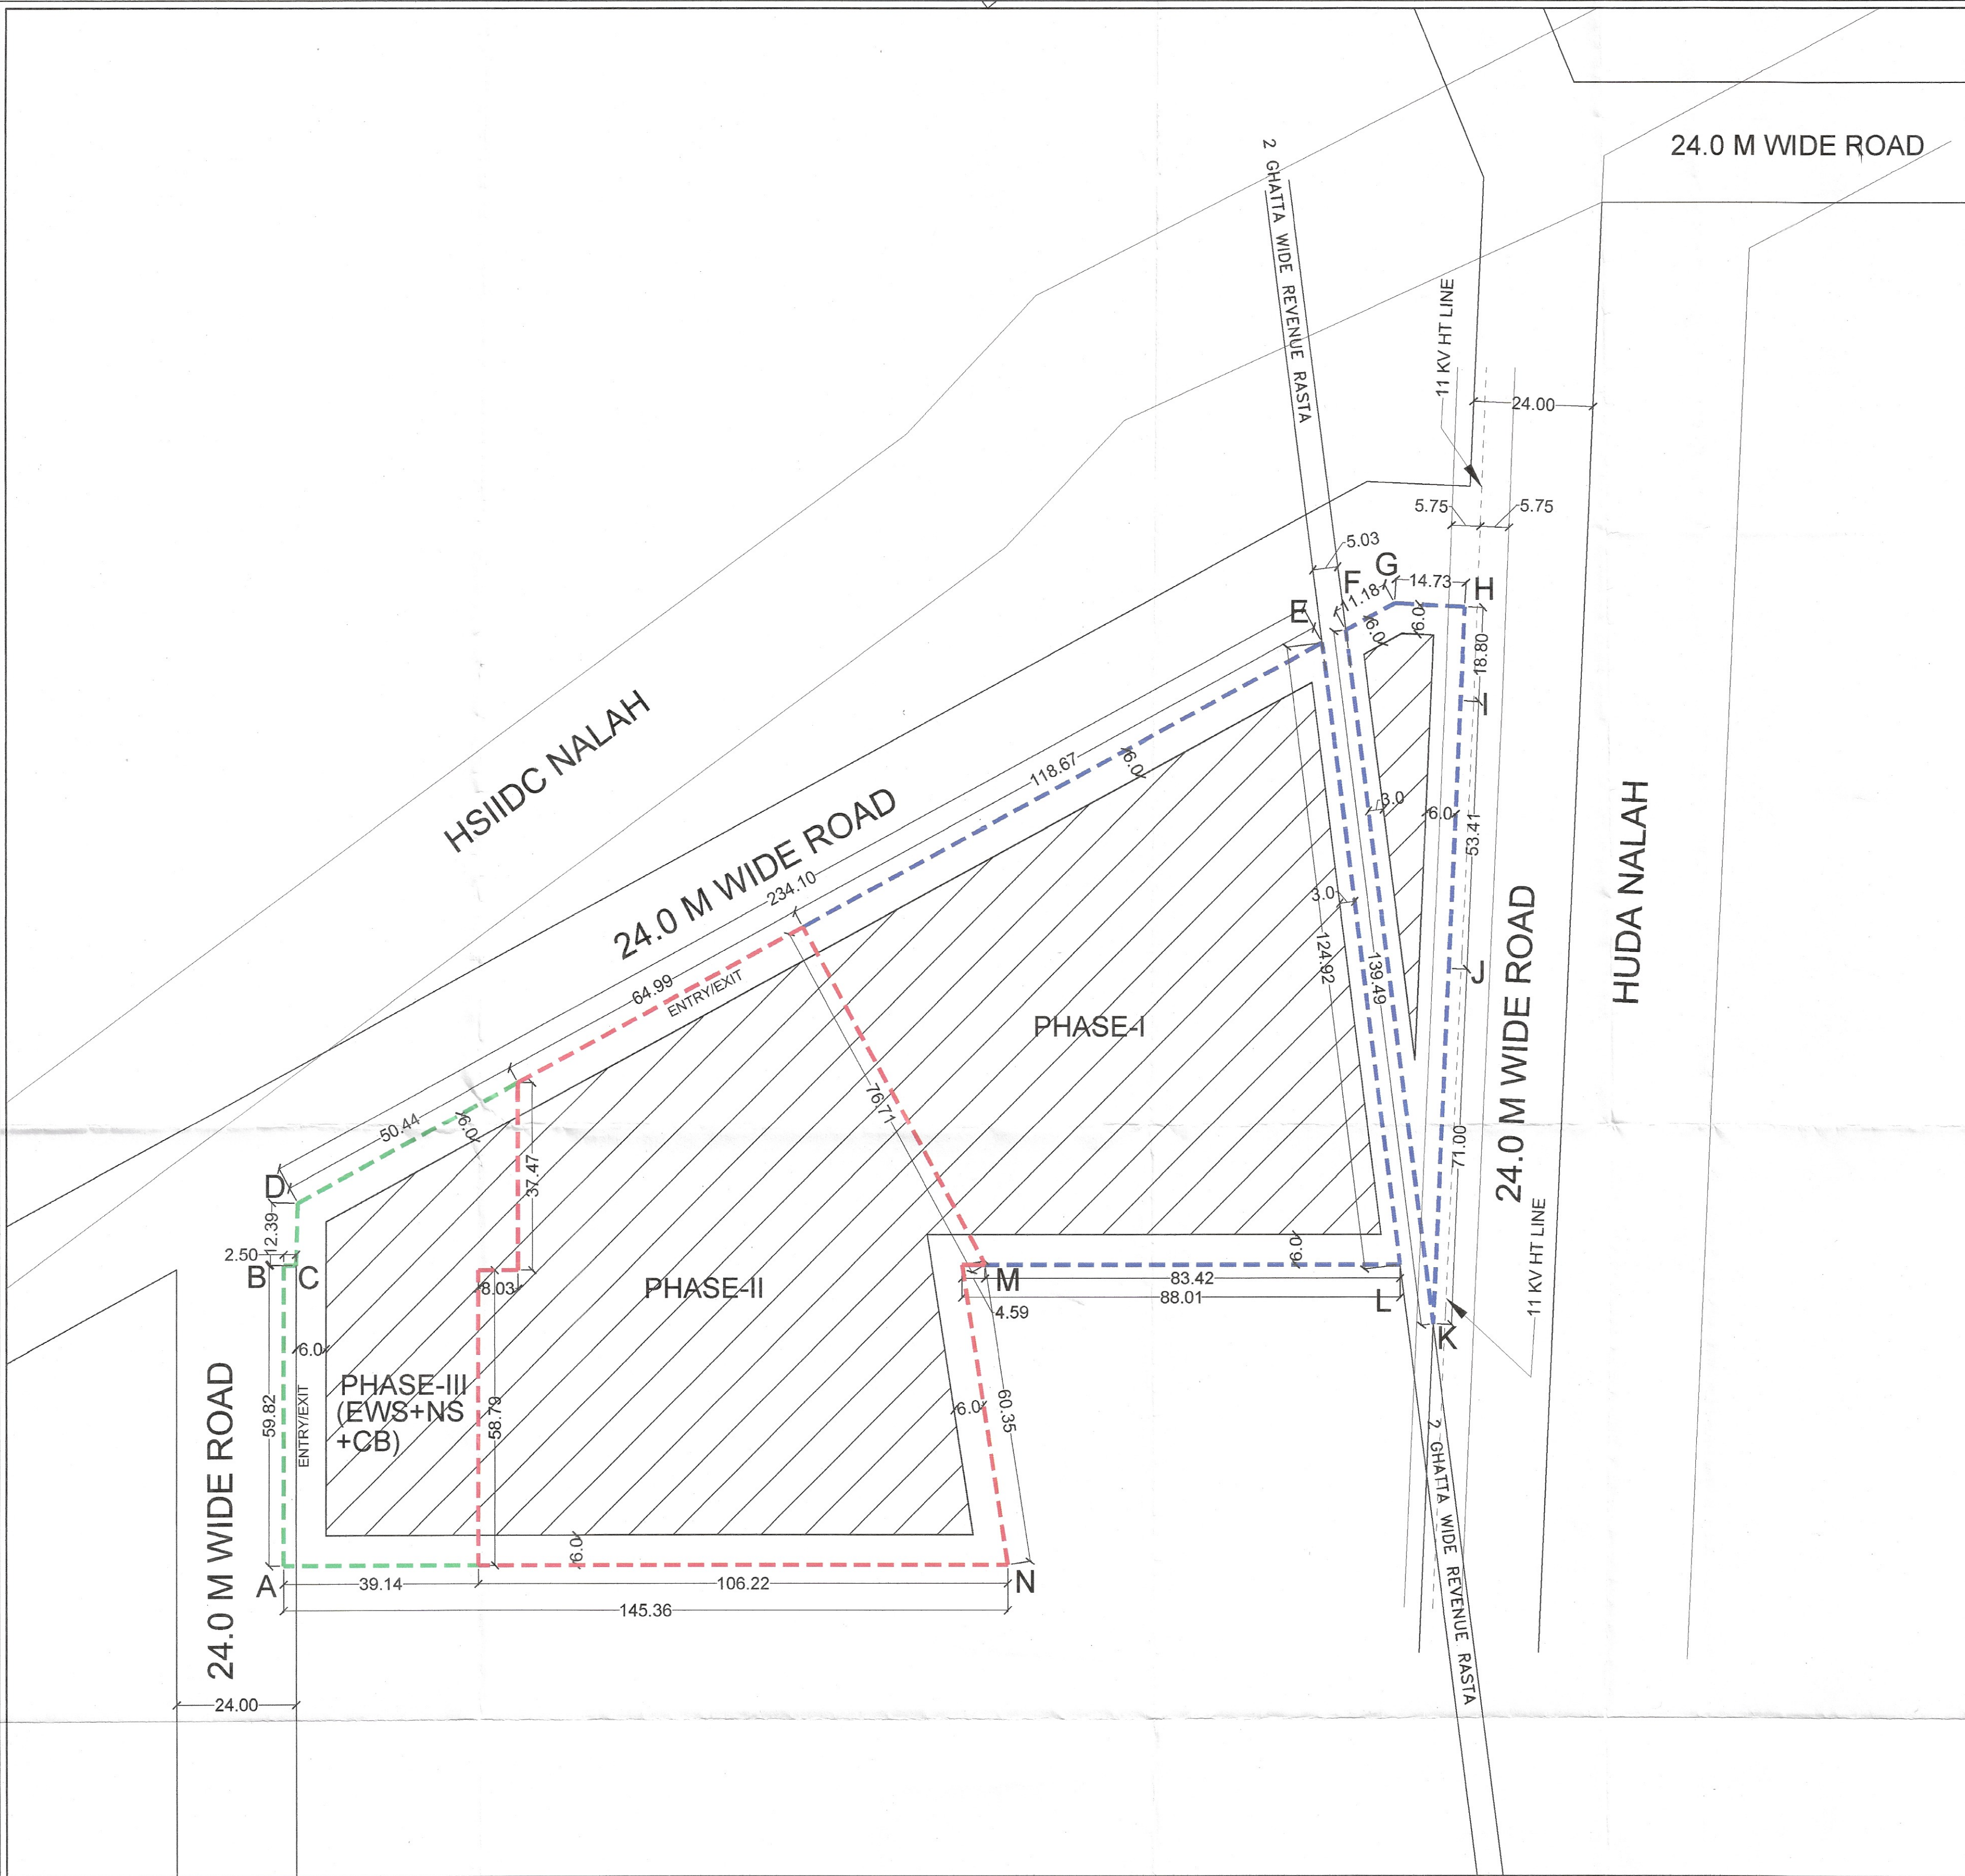 24.0 M WIDE ROAD
2 GHATTA WIDE REVENUE RASTA
11 KV HT LINE
24.00
5.75
5.75
5.03
F
G
11.18
14.73
H
E
6.0
6.0
18.80
I
HSIIDC NALAH
118.67
6.0
3.0
6.0
53.41
HUDA NALAH
24.0 M WIDE ROAD
234.10
3.0
124.92
139.49
J
64.99
ENTRY/EXIT
PHASE-I
24.0 M WIDE ROAD
50.44
6.0
76.71
37.47
71.00
D
12.39
2.50
B
C
8.03
PHASE-II
M
83.42
6.0
88.01
L
4.59
K
11 KV HT LINE
6.0
PHASE-III
(EWS+NS
+CB)
59.82
ENTRY/EXIT
58.79
6.0
60.35
24.0 M WIDE ROAD
2 GHATTA WIDE REVENUE RASTA
6.0
A
39.14
106.22
N
145.36
24.00